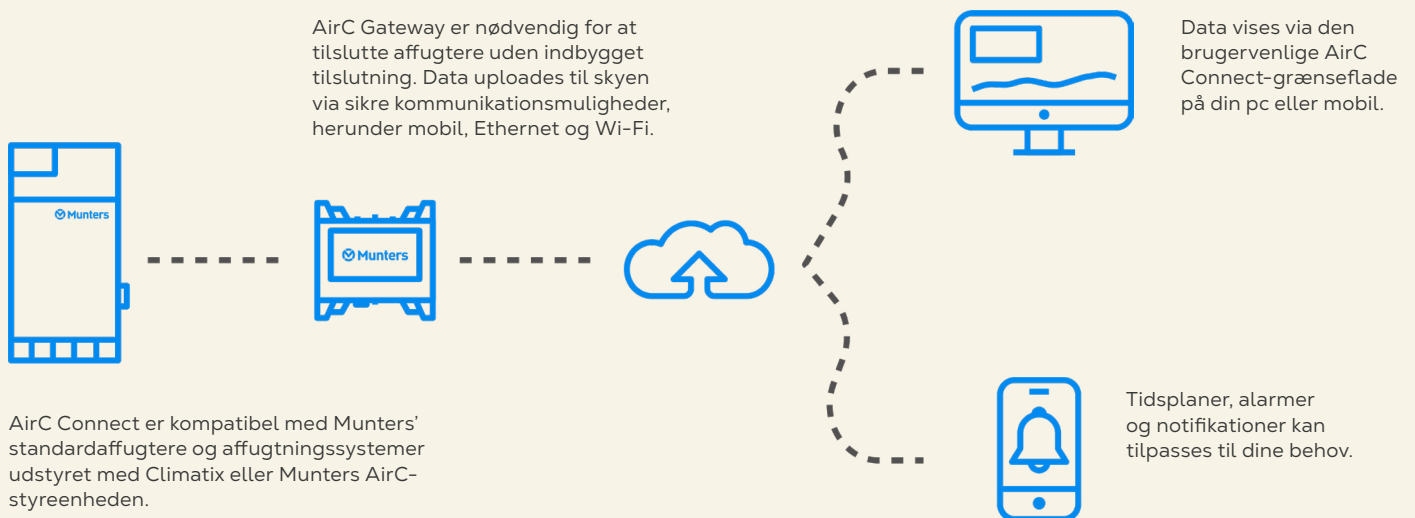 AirC Gateway er nødvendig for at
tilslutte affugtere uden indbygget
tilslutning. Data uploades til skyen
via sikre kommunikationsmuligheder,
herunder mobil, Ethernet og Wi-Fi.
Data vises via den
brugervenlige AirC
Connect-grænseflade
på din pc eller mobil.
Munters
Munters
AirC Connect er kompatibel med Munters’
standardaffugtere og affugtningssystemer
udstyret med Climatix eller Munters AirC-
styreenheden.
Tidsplaner, alarmer
og notifikationer kan
tilpasses til dine behov.